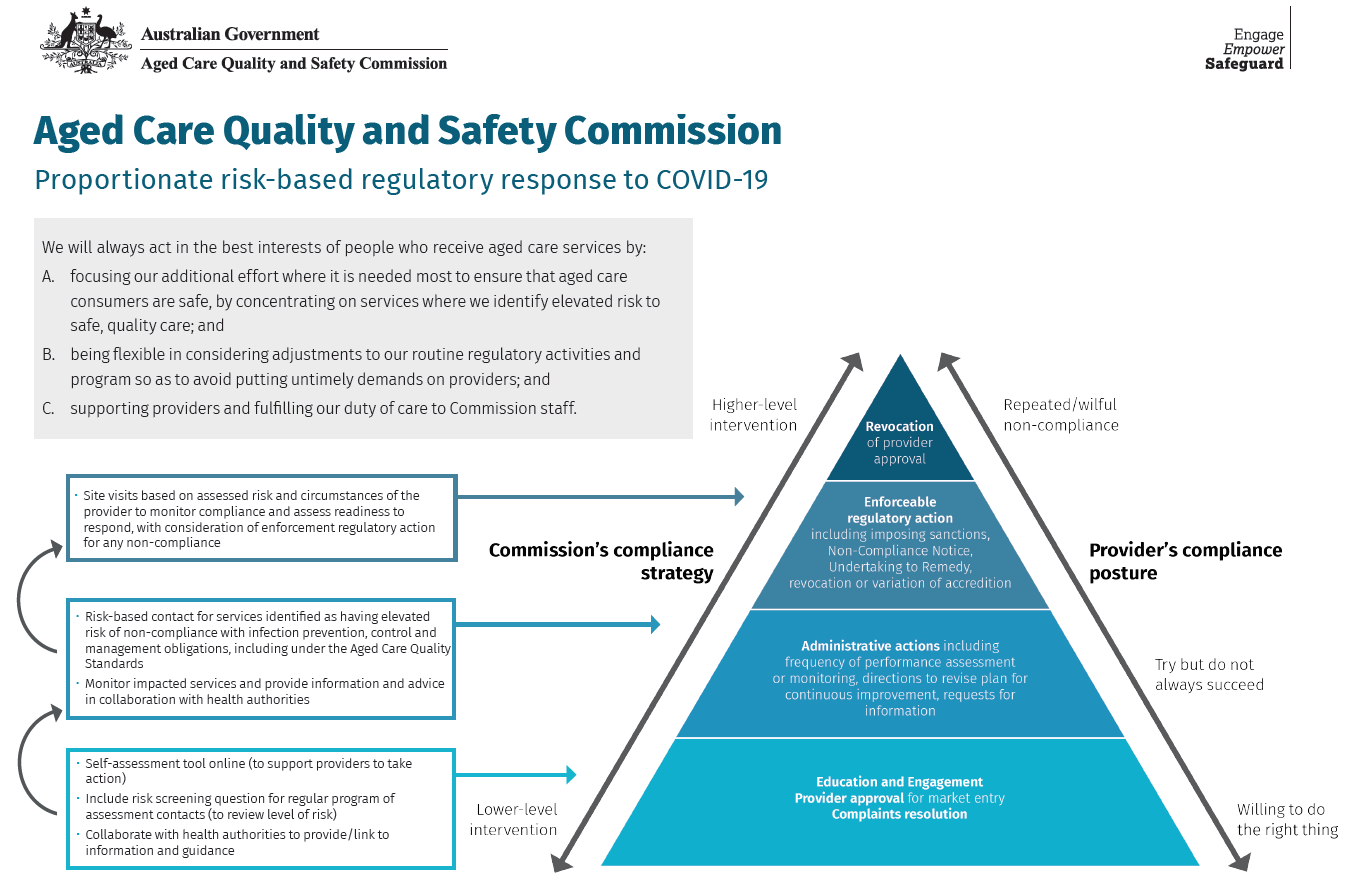 Australian Government
Aged Care Quality and Safety Commission
Engage
Empower
Safeguard
Aged Care Quality and Safety Commission
Proportionate risk-based regulatory response to COVID-19
We will always act in the best interests of people who receive aged care services by:
A. focusing our additional effort where it is needed most to ensure that aged care
consumers are safe, by concentrating on services where we identify elevated risk to
safe, quality care; and
B. being flexible in considering adjustments to our routine regulatory activities and
program so as to avoid putting untimely demands on providers; and
C. supporting providers and fulfilling our duty of care to Commission staff.
· Site visits based on assessed risk and circumstances of the
provider to monitor compliance and assess readiness to
respond, with consideration of enforcement regulatory action
for any non-compliance
· Risk-based contact for services identified as having elevated
risk of non-compliance with infection prevention, control and
management obligations, including under the Aged Care Quality
Standards
· Monitor impacted services and provide information and advice
in collaboration with health authorities
· Self-assessment tool online (to support providers to take
action)
· Include risk screening question for regular program of
assessment contacts (to review level of risk)
· Collaborate with health authorities to provide/link to
information and guidance
Higher-level
intervention
Commission's compliance
strategy
Lower-level
intervention
Revocation
of provider
approval
Enforceable
regulatory action
including imposing sanctions,
Non-Compliance Notice,
Undertaking to Remedy,
revocation or variation of accredition
Administrative actions including
frequency of performance assessment
or monitoring, directions to revise plan for
continuous improvement, requests for
information
Education and Engagement
Provider approval for market entry
Complaints resolution
Repeated/wilful
non-compliance
Provider's compliance
posture
Try but do not
always succeed
Willing to do
the right thing